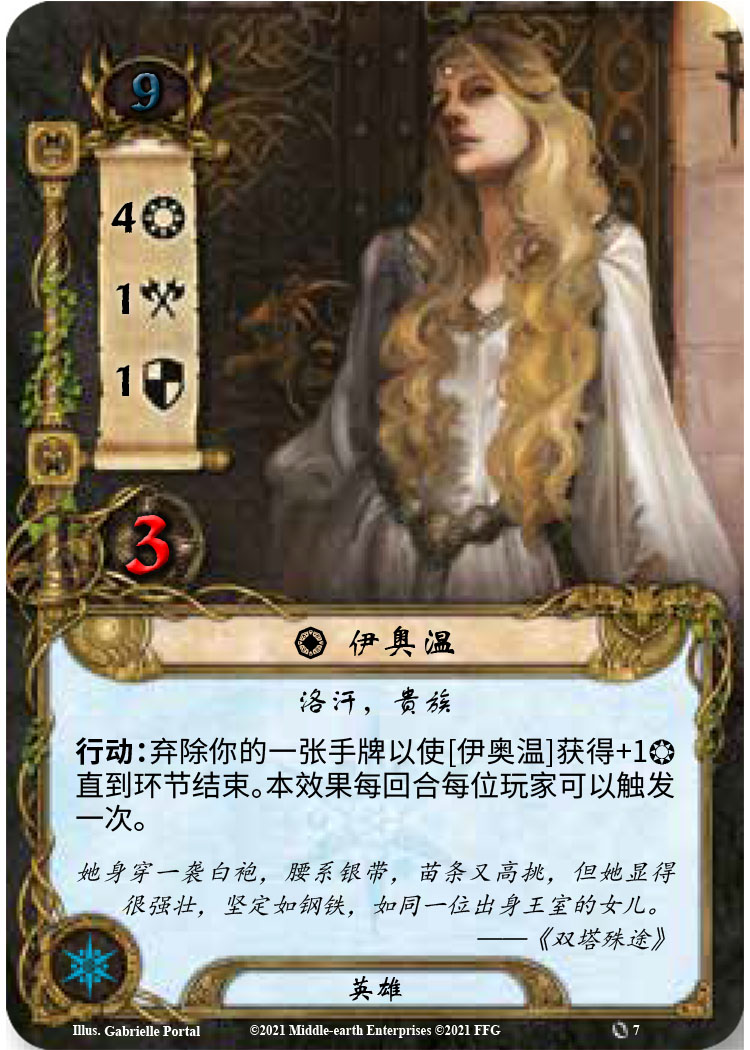 9
4
1
1
3
伊奥温
洛汗，贵族
行动：弃除你的一张手牌以使[伊奥温]获得+1
直到环节结束。本效果每回合每位玩家可以触发
一次。
她身穿一袭白袍，腰系银带，苗条又高挑，但她显得
很强壮，坚定如钢铁，如同一位出身王室的女儿。
——《双塔殊途》
英雄
Illus. Gabrielle Portal ©2021 Middle-earth Enterprises ©2021 FFG 7